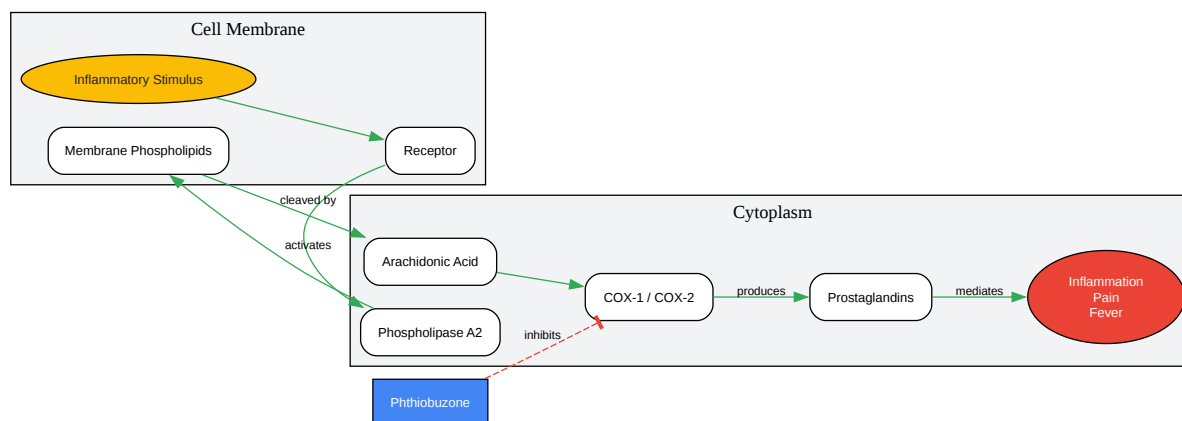 Cell Membrane
Inflammatory Stimulus
Membrane Phospholipids
Receptor
cleaved by
activates
Cytoplasm
Arachidonic Acid
Phospholipase A2
COX-1 / COX-2
produces
Prostaglandins
mediates
Inflammation
Pain
Fever
inhibits
Phthiobuzone